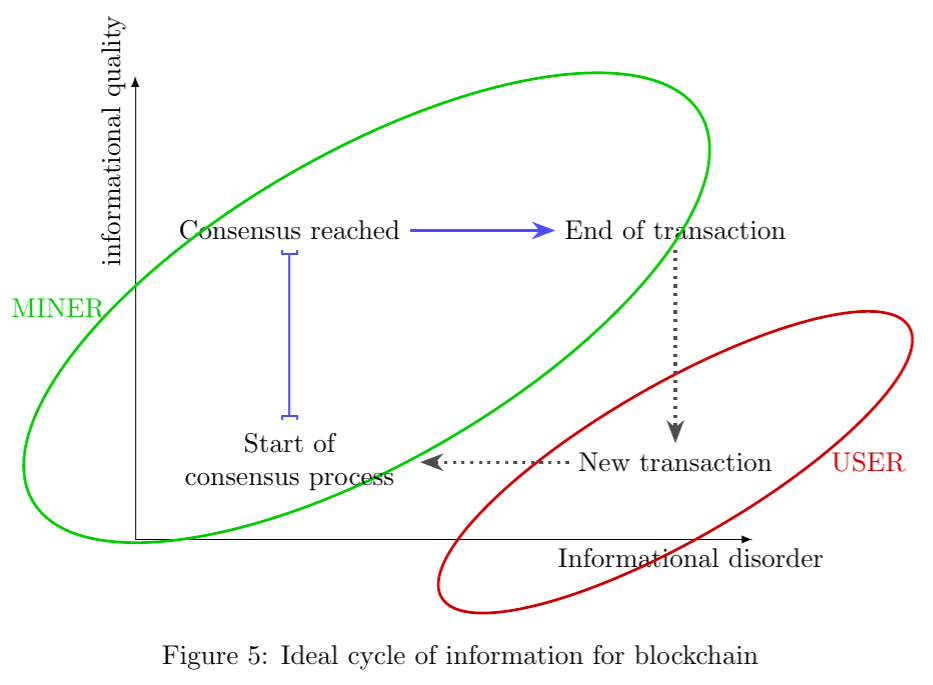 informational quality
Consensus reached
End of transaction
MINER
Start of
consensus process
New transaction
USER
Informational disorder
Figure 5: Ideal cycle of information for blockchain